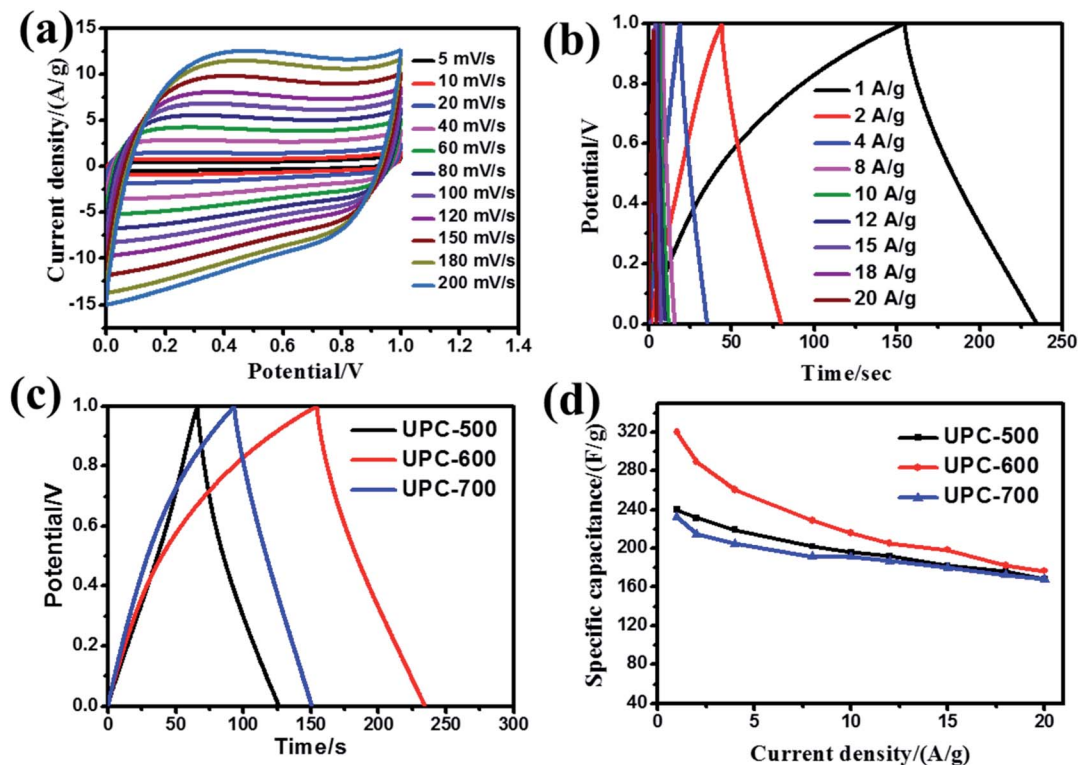 (a)
15
10
5
0
-5
-10
-15
Current density/(A/g)
0.0 0.2 0.4 0.6 0.8 1.0 1.2 1.4
Potential/V
5 mV/s
10 mV/s
20 mV/s
40 mV/s
60 mV/s
80 mV/s
100 mV/s
120 mV/s
150 mV/s
180 mV/s
200 mV/s
(b)
1.0
0.8
0.6
0.4
0.2
0.0
Potential/V
0 50 100 150 200 250
Time/sec
1 A/g
2 A/g
4 A/g
8 A/g
10 A/g
12 A/g
15 A/g
18 A/g
20 A/g
(c)
1.0
0.8
0.6
0.4
0.2
0.0
Potential/V
0 50 100 150 200 250 300
Time/s
UPC-500
UPC-600
UPC-700
(d)
320
280
240
200
160
120
80
40
Specific capacitance/(F/g)
0 5 10 15 20
Current density/(A/g)
UPC-500
UPC-600
UPC-700